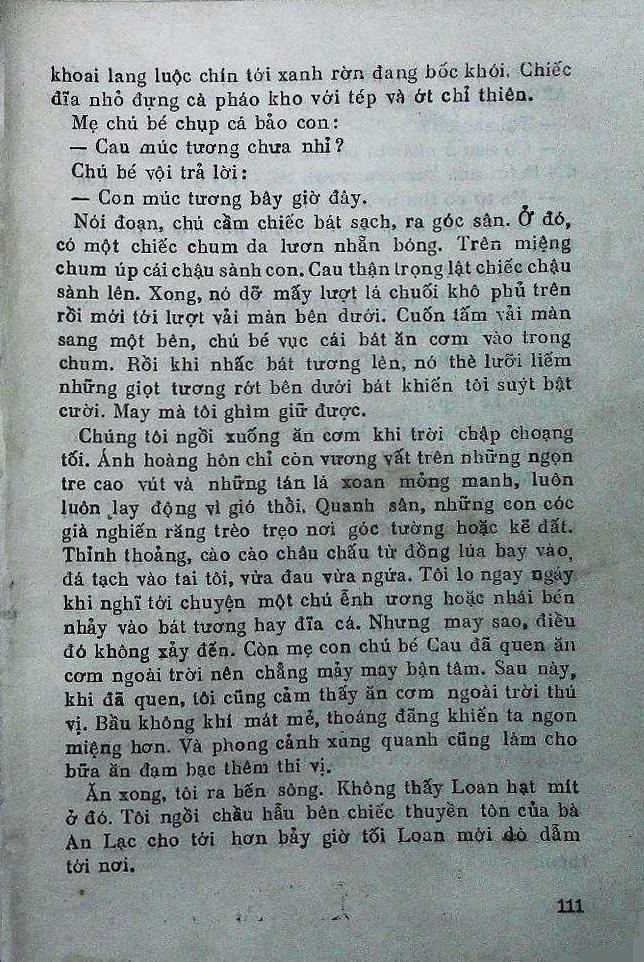 khoai lang luộc chín tới xanh rờn đang bốc khói. Chiếc
đĩa nhỏ đựng cà pháo kho với tép và ớt chỉ thiên.
Mẹ chú bé chụp cá bảo con:
— Cau múc tương chưa nhỉ?
Chú bé vội trả lời:
— Con múc tương bây giờ đây.
Nói đoạn, chú cầm chiếc bát sạch, ra góc sân. Ở đó,
có một chiếc chum da lươn nhẵn bóng. Trên miệng
chum úp cái chậu sành con. Cau thận trọng lật chiếc chậu
sành lên. Xong, nó dỡ mấy lượt lá chuối khô phủ trên
rồi mới tới lượt vải màn bên dưới. Cuốn tấm vải màn
sang một bên, chú bé vục cái bát ăn cơm vào trong
chum. Rồi khi nhấc bát tương lên, nó thè lưỡi liếm
những giọt tương rớt bên dưới bát khiến tôi suýt bật
cười. May mà tôi ghìm giữ được.
Chúng tôi ngồi xuống ăn cơm khi trời chập choạng
tối. Ánh hoàng hôn chỉ còn vương vất trên những ngọn
tre cao vút và những tán lá xoan mỏng manh, luôn
luôn lay động vì gió thổi. Quanh sân, những con cóc
già nghiến răng trèo trẹo nơi góc tường hoặc kẽ đất.
Thỉnh thoảng, cào cào châu chấu từ đồng lúa bay vào,
đá tạch vào tai tôi, vừa đau vừa ngứa. Tôi lo ngay ngáy
khi nghĩ tới chuyện một chú ễnh ương hoặc nhái bén
nhảy vào bát tương hay đĩa cá. Nhưng may sao, điều
đó không xảy đến. Còn mẹ con chú bé Cau đã quen ăn
cơm ngoài trời nên chẳng mảy may bận tâm. Sau này,
khi đã quen, tôi cũng cảm thấy ăn cơm ngoài trời thú
vị. Bầu không khí mát mẻ, thoáng đãng khiến ta ngon
miệng hơn. Và phong cảnh xung quanh cũng làm cho
bữa ăn đạm bạc thêm thi vị.
Ăn xong, tôi ra bến sông. Không thấy Loan hạt mít
ở đó. Tôi ngồi chầu hẫu bên chiếc thuyền tôn của bà
An Lạc cho tới hơn bảy giờ tối Loan mới dò dẫm
tới nơi.
111